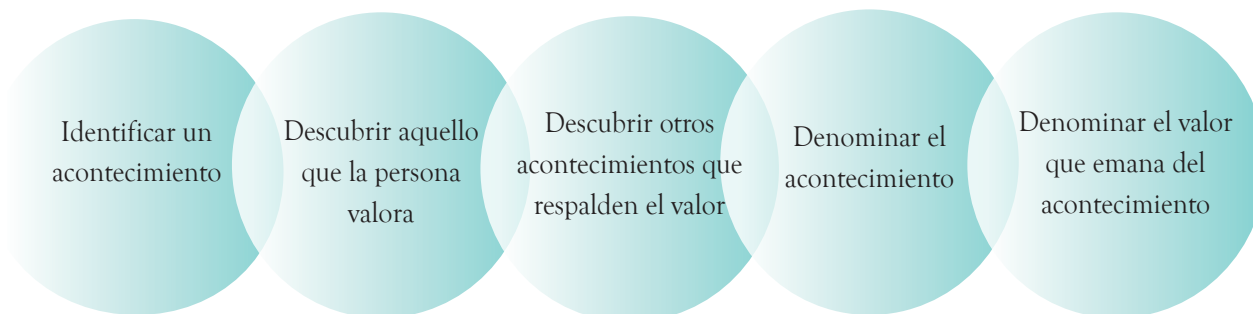 Identificar un
acontecimiento
Descubrir aquello
que la persona
valora
Descubrir otros
acontecimientos que
respalden el valor
Denominar el
acontecimiento
Denominar el valor
que emana del
acontecimiento